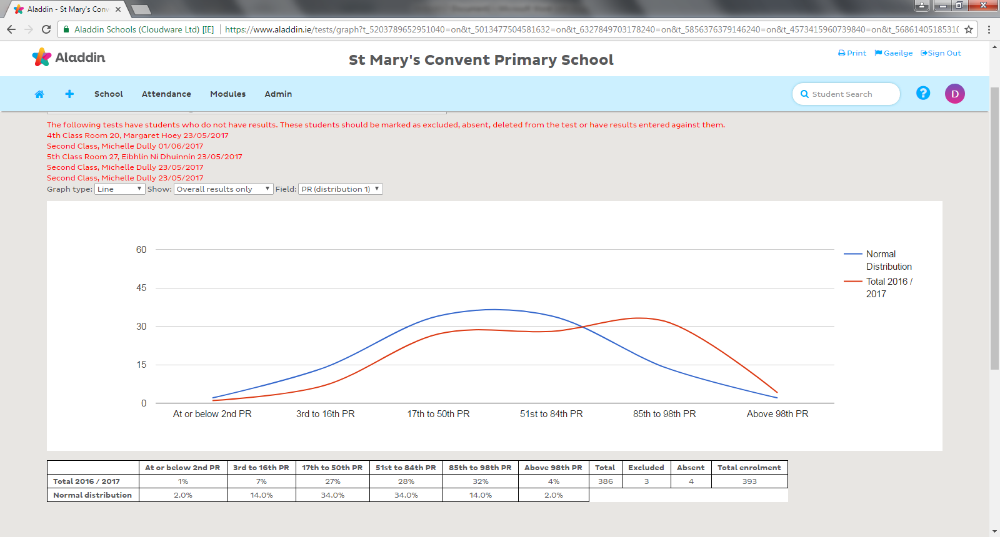 Aladdin - St Mary's Conv
Aladdin Schools (Cloudware Ltd) [IE] https://www.aladdin.ie/tests/graph?t_5203789652951040=on&t_5013477504581632=on&t_6327849703178240=on&t_5856376379146240=on&t_4573415960739840=on&t_56861405185310
Aladdin
St Mary's Convent Primary School
Print Gaeilge Sign Out
School Attendance Modules Admin Student Search ? D
The following tests have students who do not have results. These students should be marked as excluded, absent, deleted from the test or have results entered against them.
4th Class Room 20, Margaret Hoey 23/05/2017
Second Class, Michelle Dully 01/06/2017
5th Class Room 27, Eibhlín Ní Dhuinnín 23/05/2017
Second Class, Michelle Dully 23/05/2017
Second Class, Michelle Dully 23/05/2017
Graph type: Line Show: Overall results only Field: PR (distribution 1)
60
45
30
15
0
Normal
Distribution
Total 2016 /
2017
At or below 2nd PR 3rd to 16th PR 17th to 50th PR 51st to 84th PR 85th to 98th PR Above 98th PR
At or below 2nd PR 3rd to 16th PR 17th to 50th PR 51st to 84th PR 85th to 98th PR Above 98th PR Total Excluded Absent Total enrolment
Total 2016 / 2017 1% 7% 27% 28% 32% 4% 386 3 4 393
Normal distribution 2.0% 14.0% 34.0% 34.0% 14.0% 2.0%